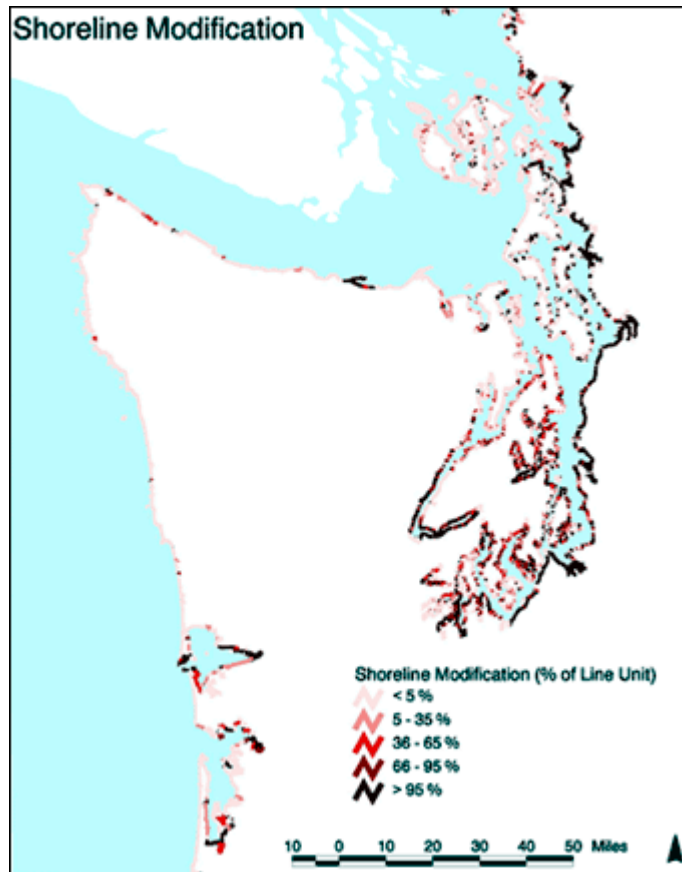 Shoreline Modification
Shoreline Modification (% of Line Unit)
< 5 %
5 - 35 %
36 - 65 %
66 - 95 %
> 95 %
10 0 10 20 30 40 50 Miles